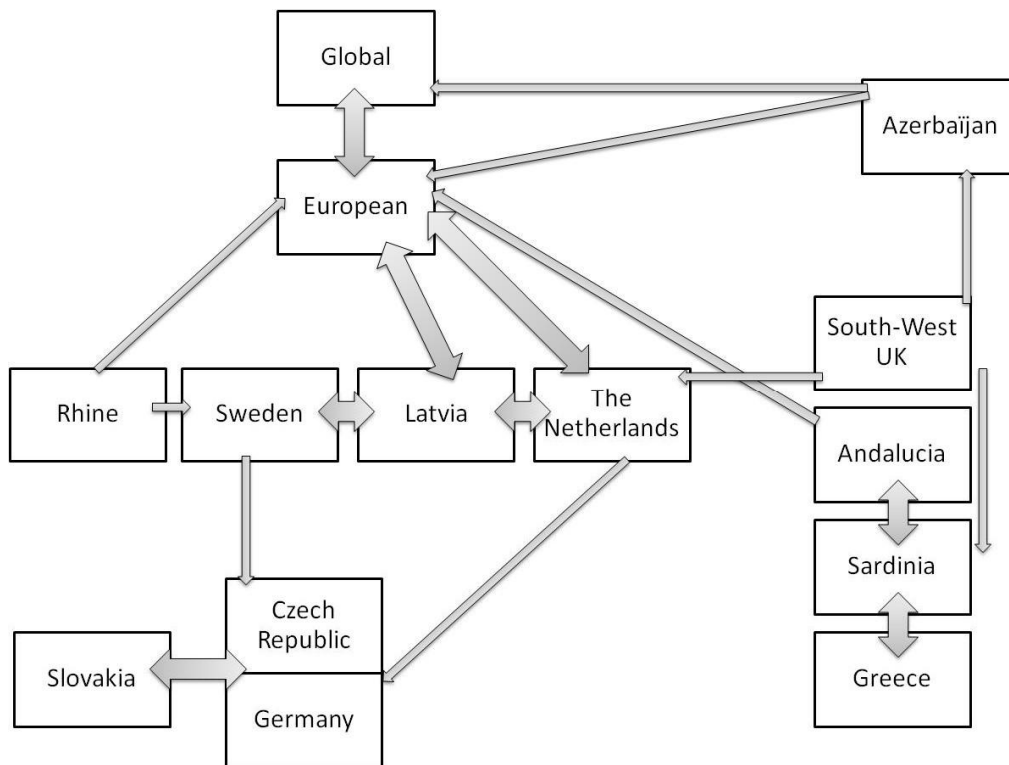 Global
Azerbaïjan
European
South-West
UK
Rhine
Sweden
Latvia
The
Netherlands
Andalucia
Sardinia
Czech
Republic
Slovakia
Germany
Greece